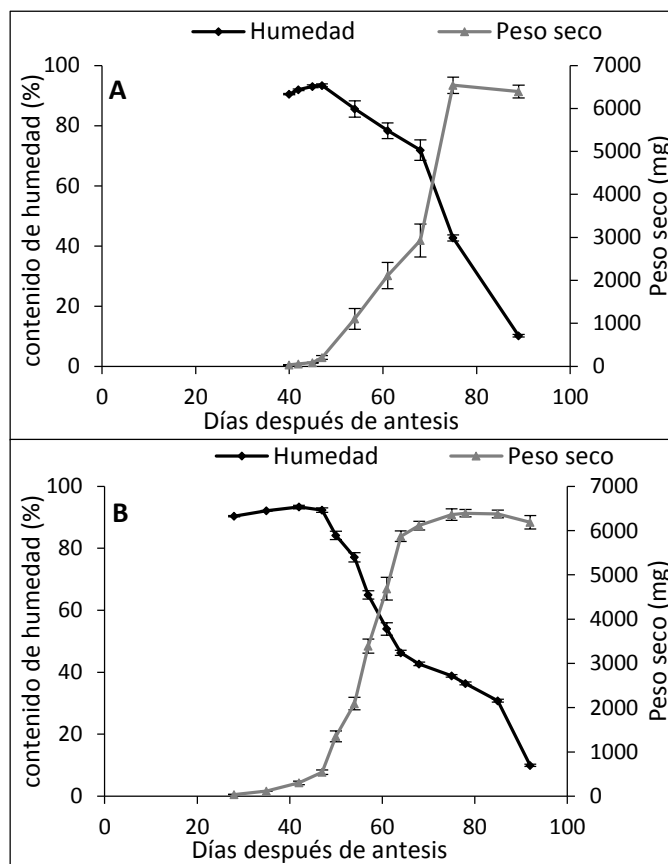 Humedad Peso seco
A
100
80
60
40
20
0
contenido de humedad (%)
7000
6000
5000
4000
3000
2000
1000
0
Peso seco (mg)
0 20 40 60 80 100
Días después de antesis
Humedad Peso seco
B
100
80
60
40
20
0
contenido de humedad (%)
7000
6000
5000
4000
3000
2000
1000
0
Peso seco (mg)
0 20 40 60 80 100
Días después de antesis